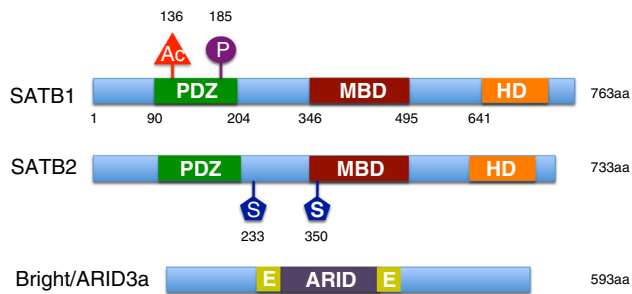 136 185
Ac P
SATB1 PDZ MBD HD 763aa
1 90 204 346 495 641
SATB2 PDZ MBD HD 733aa
S S
233 350
Bright/ARID3a E ARID E 593aa